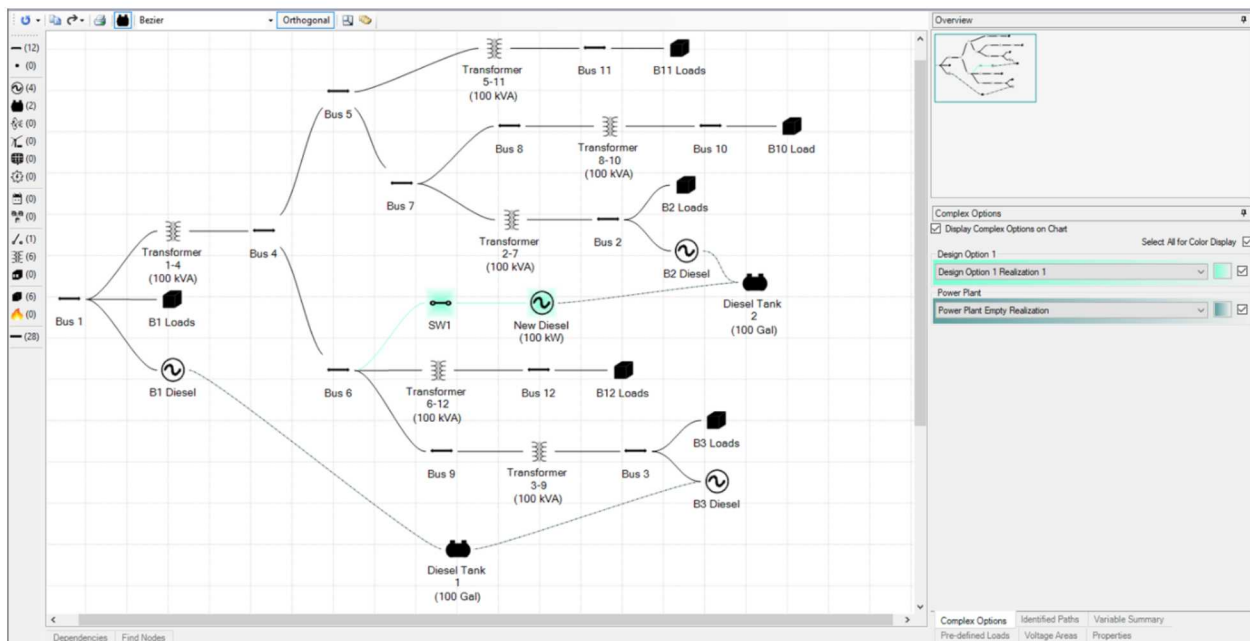 Bezier
Orthogonal
Overview
(12)
(0)
(4)
(2)
(0)
(0)
(0)
(0)
(0)
(0)
(1)
(6)
(0)
(6)
(0)
(28)
Transformer
5-11
(100 kVA)
Bus 11
B11 Loads
Bus 5
Bus 8
Transformer
8-10
(100 kVA)
Bus 10
B10 Load
Bus 7
B2 Loads
Transformer
1-4
(100 kVA)
Bus 4
Transformer
2-7
(100 kVA)
Bus 2
B2 Diesel
Bus 1
B1 Loads
SW1
New Diesel
(100 kW)
Diesel Tank
2
(100 Gal)
B1 Diesel
Bus 6
Transformer
6-12
(100 kVA)
Bus 12
B12 Loads
Bus 9
Transformer
3-9
(100 kVA)
Bus 3
B3 Loads
B3 Diesel
Diesel Tank
1
(100 Gal)
Dependencies
Find Nodes
Complex Options
Display Complex Options on Chart
Select All for Color Display
Design Option 1
Design Option 1 Realization 1
Power Plant
Power Plant Empty Realization
Complex Options
Identified Paths
Variable Summary
Pre-defined Loads
Voltage Areas
Properties